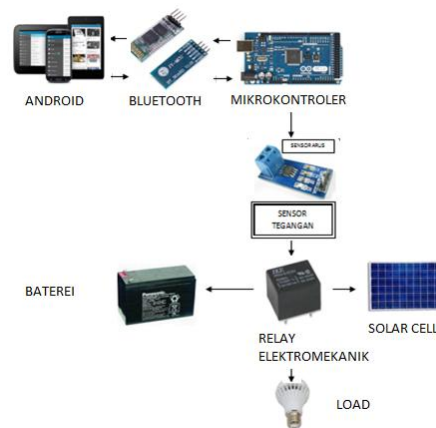 ANDROID
BLUETOOTH
MIKROKONTROLER
SENSOR ARUS
SENSOR
TEGANGAN
BATEREI
RELAY
ELEKTROMEKANIK
SOLAR CELL
LOAD